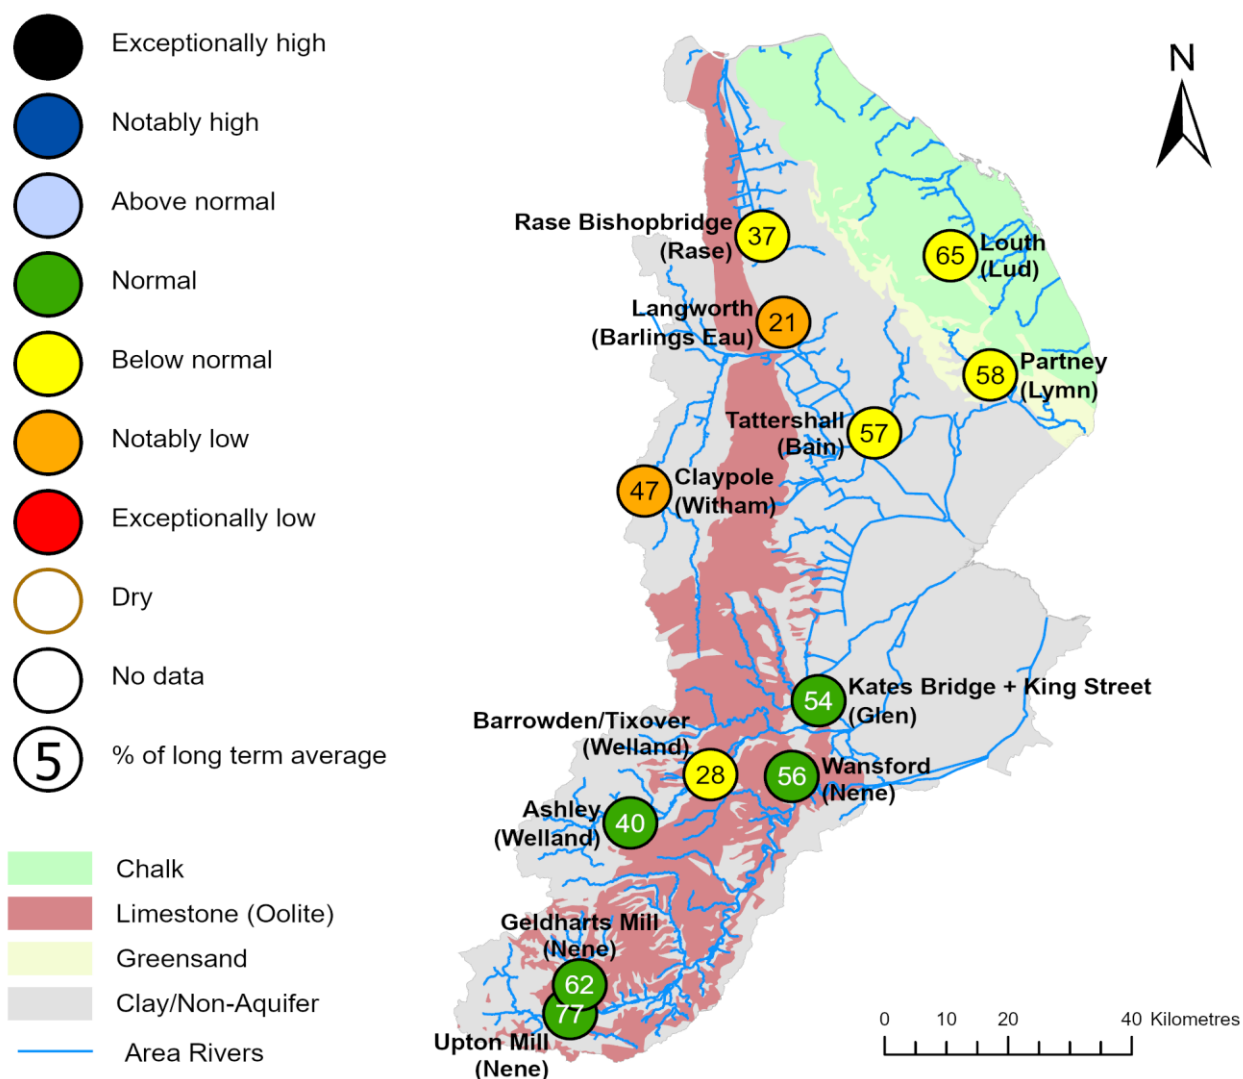 Exceptionally high
Notably high
Above normal
Normal
Below normal
Notably low
Exceptionally low
Dry
No data
5 % of long term average
Chalk
Limestone (Oolite)
Greensand
Clay/Non-Aquifer
Area Rivers
N
Rase Bishopbridge
(Rase)
37
65
Louth
(Lud)
Langworth
(Barlings Eau)
21
58
Partney
(Lymn)
Tattershall
(Bain)
57
47
Claypole
(Witham)
54
Kates Bridge + King Street
(Glen)
Barrowden/Tixover
(Welland)
28
56
Wansford
(Nene)
Ashley
(Welland)
40
Geldharts Mill
(Nene)
62
77
Upton Mill
(Nene)
0 10 20 40 Kilometres